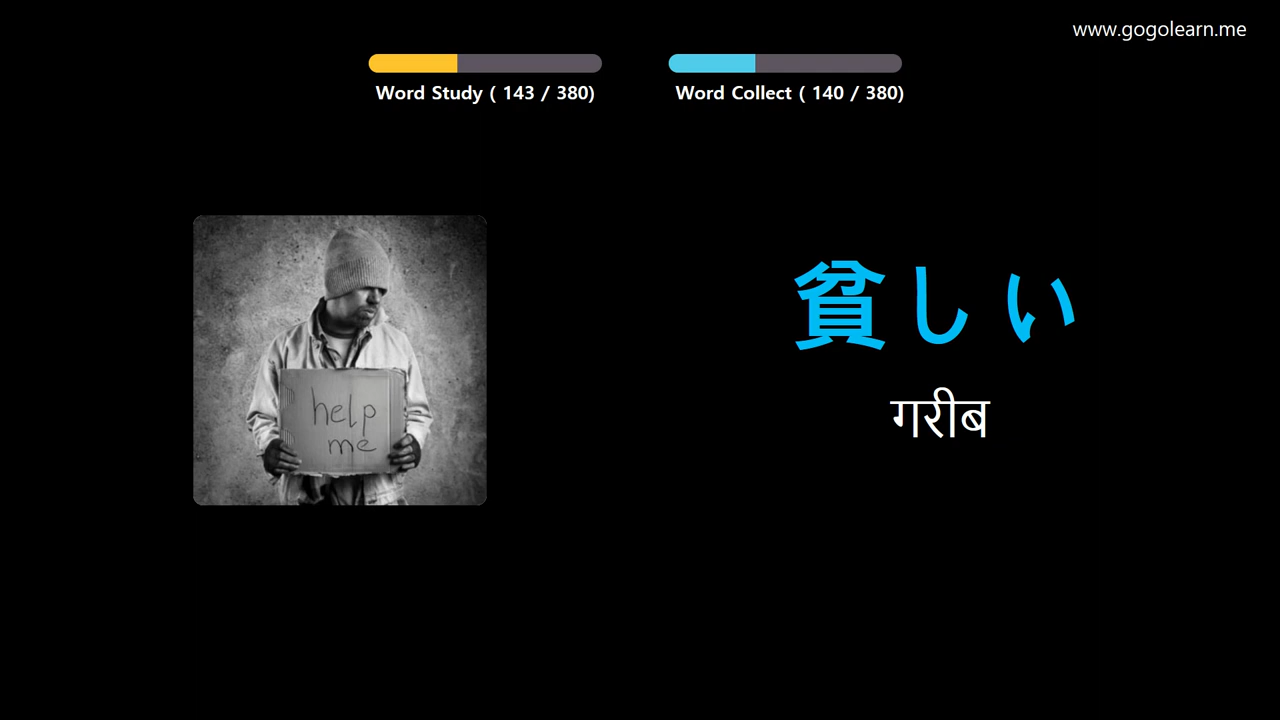 www.gogolearn.me
Word Study ( 143 / 380)
Word Collect ( 140 / 380)
help
me
貧しい
गरीब